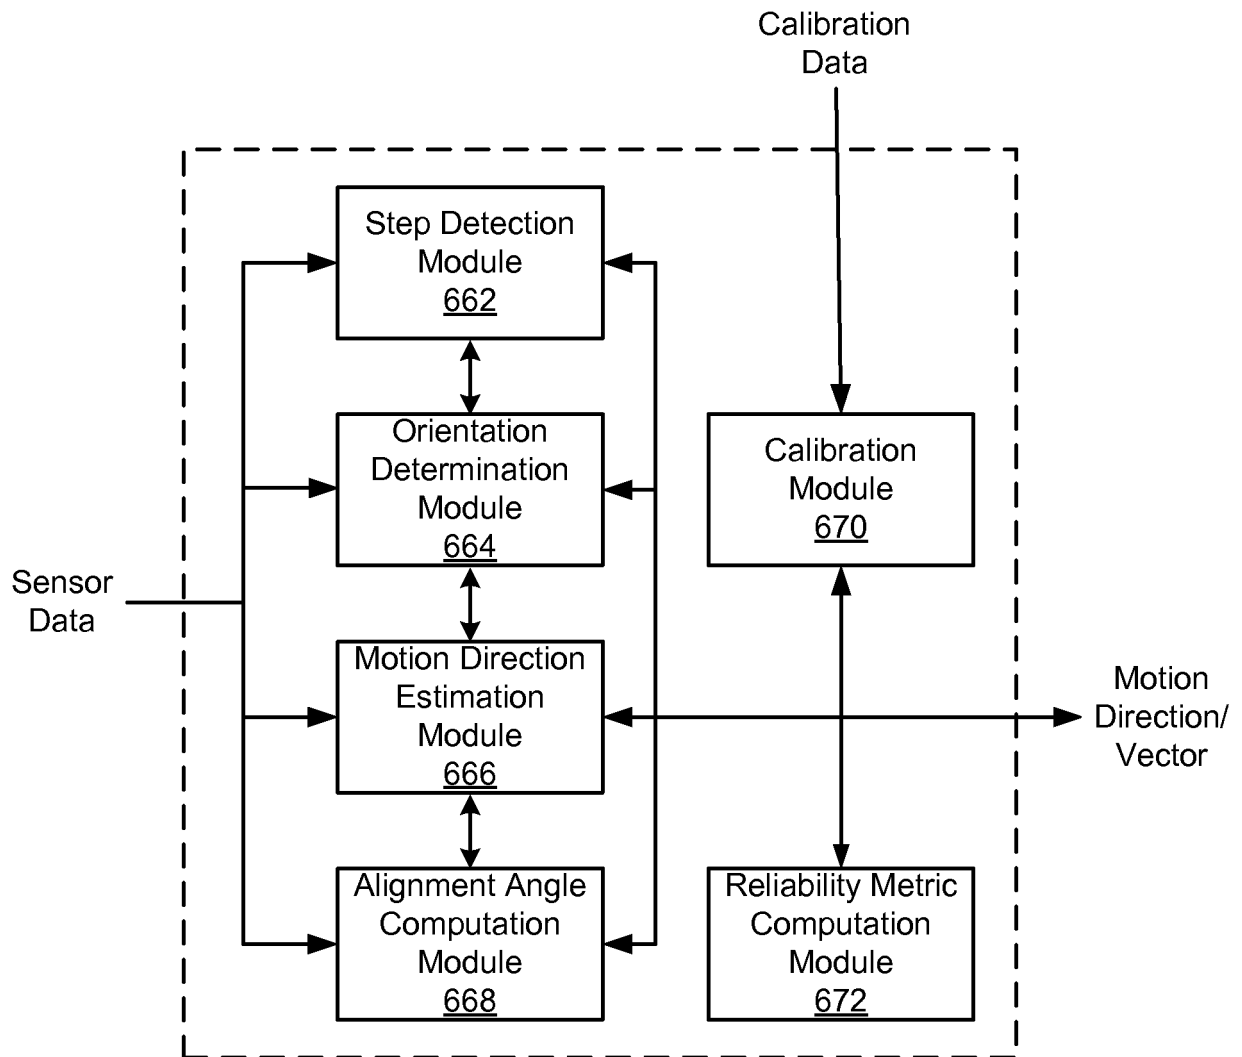 Calibration
Data
Step Detection
Module
662
Orientation
Determination
Module
664
Calibration
Module
670
Sensor
Data
Motion Direction
Estimation
Module
666
Motion
Direction/
Vector
Alignment Angle
Computation
Module
668
Reliability Metric
Computation
Module
672